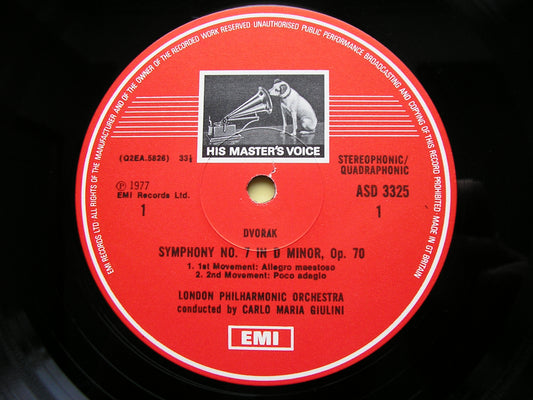 EMI RECORDS LTD ALL RIGHTS OF THE MANUFACTURER AND OF THE OWNER OF THE RECORDED WORK RESERVED UNAUTHORISED PUBLIC PERFORMANCE BROADCASTING AND COPYING OF THIS RECORD PROHIBITED MADE IN GT BRITAIN
HIS MASTER'S VOICE
(Q2EA.5826) 33⅓
STEREOPHONIC/
QUADRAPHONIC
℗ 1977
EMI Records Ltd.
ASD 3325
1
1
DVOŘÁK
SYMPHONY NO. 7 IN D MINOR, Op. 70
1. 1st Movement: Allegro maestoso
2. 2nd Movement: Poco adagio
LONDON PHILHARMONIC ORCHESTRA
conducted by CARLO MARIA GIULINI
EMI